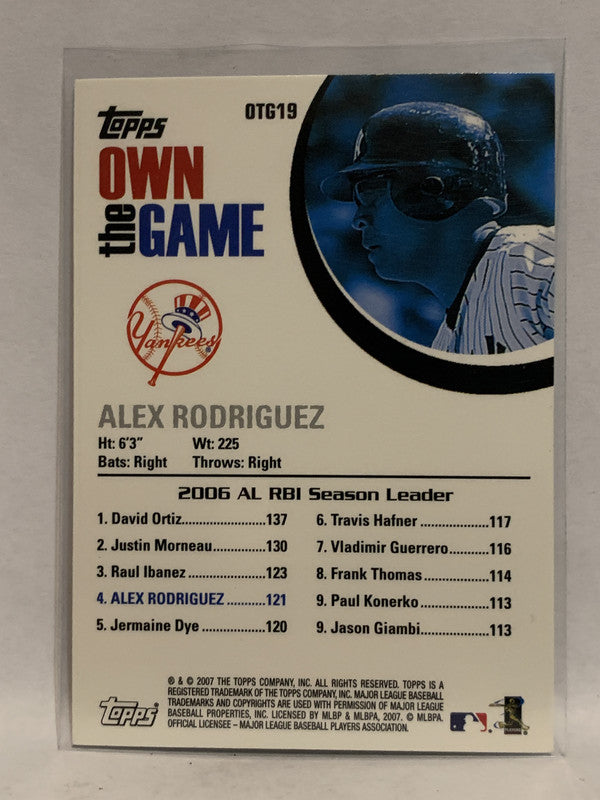 TOPPS
OTG19
OWN
the GAME
Yankees
ALEX RODRIGUEZ
Ht: 6'3" Wt: 225
Bats: Right Throws: Right
2006 AL RBI Season Leader
1. David Ortiz.......................137
2. Justin Morneau...............130
3. Raul Ibanez......................123
4. ALEX RODRIGUEZ..........121
5. Jermaine Dye..................120
6. Travis Hafner...................117
7. Vladimir Guerrero...........116
8. Frank Thomas..................114
9. Paul Konerko...................113
9. Jason Giambi...................113
® & © 2007 THE TOPPS COMPANY, INC. ALL RIGHTS RESERVED. TOPPS IS A
REGISTERED TRADEMARK OF THE TOPPS COMPANY, INC. MAJOR LEAGUE BASEBALL
TRADEMARKS AND COPYRIGHTS ARE USED WITH PERMISSION OF MAJOR LEAGUE
BASEBALL PROPERTIES, INC. LICENSED BY MLBP & MLBPA, 2007. © MLBPA.
OFFICIAL LICENSEE – MAJOR LEAGUE BASEBALL PLAYERS ASSOCIATION.
TOPPS